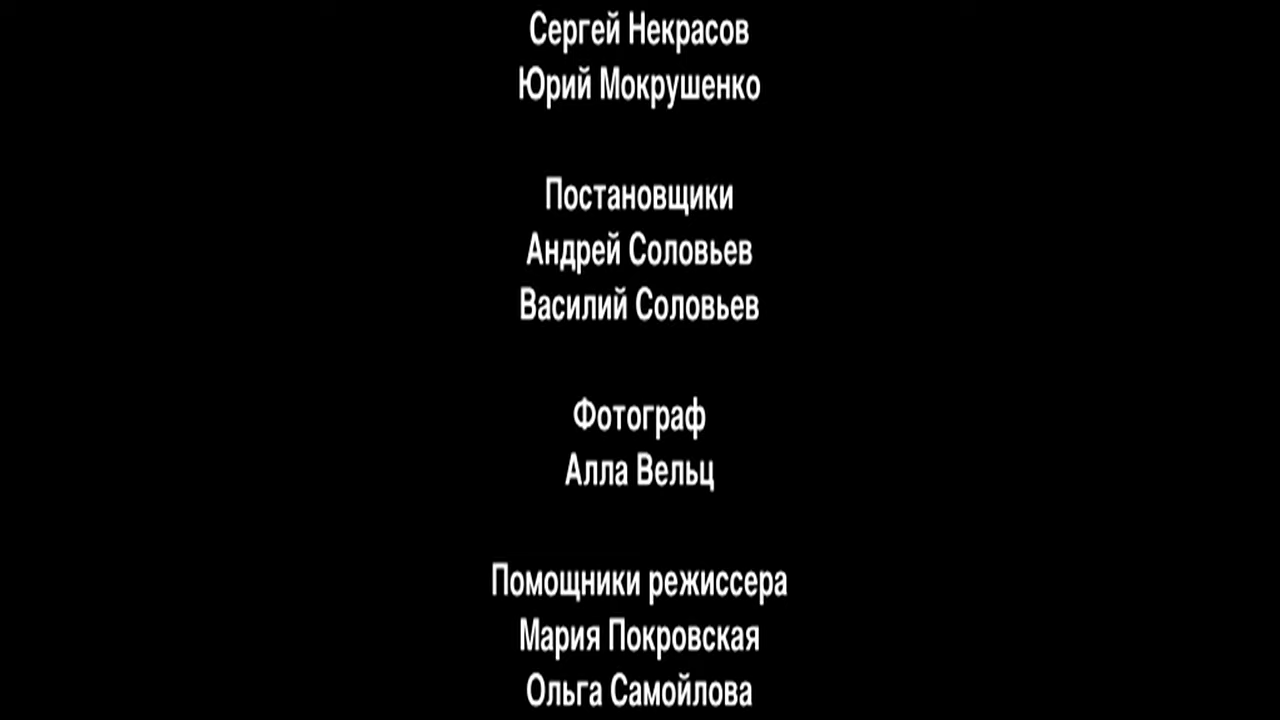 Сергей Некрасов
Юрий Мокрушенко
Постановщики
Андрей Соловьев
Василий Соловьев
Фотограф
Алла Вельц
Помощники режиссера
Мария Покровская
Ольга Самойлова